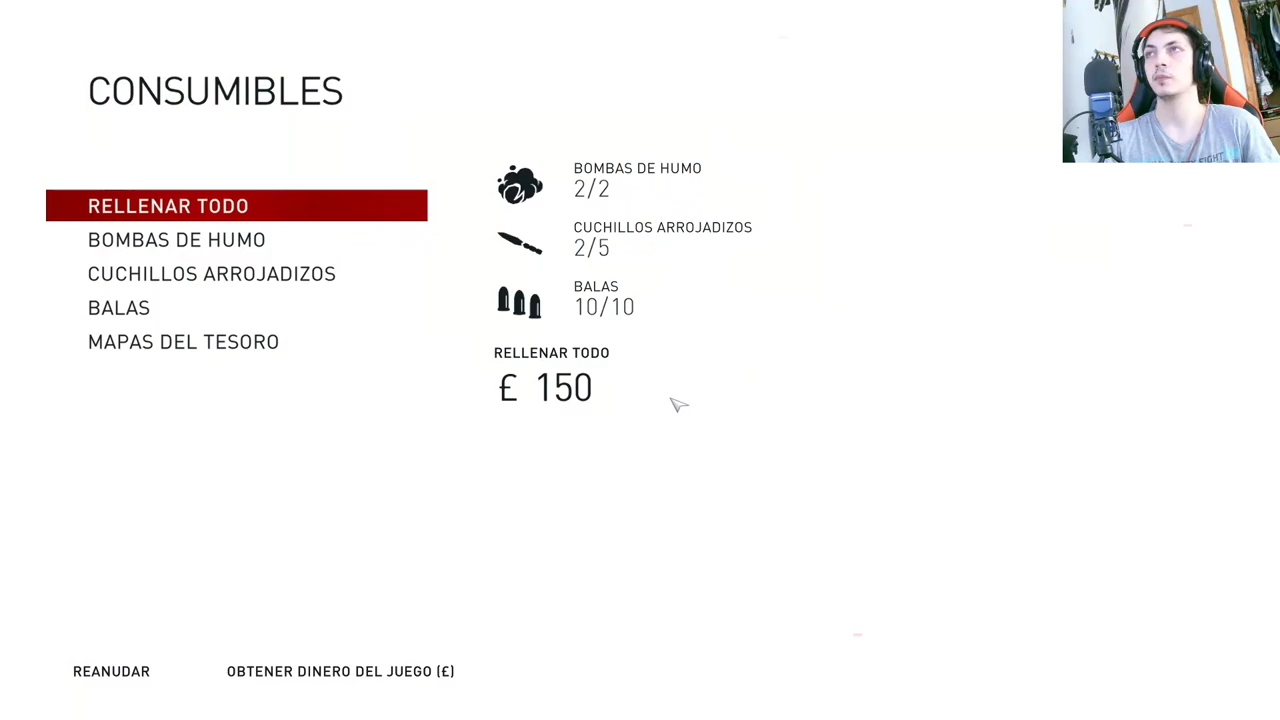 CONSUMIBLES
RELLENAR TODO
BOMBAS DE HUMO
CUCHILLOS ARROJADIZOS
BALAS
MAPAS DEL TESORO
BOMBAS DE HUMO
2/2
CUCHILLOS ARROJADIZOS
2/5
BALAS
10/10
RELLENAR TODO
£ 150
REANUDAR
OBTENER DINERO DEL JUEGO (£)